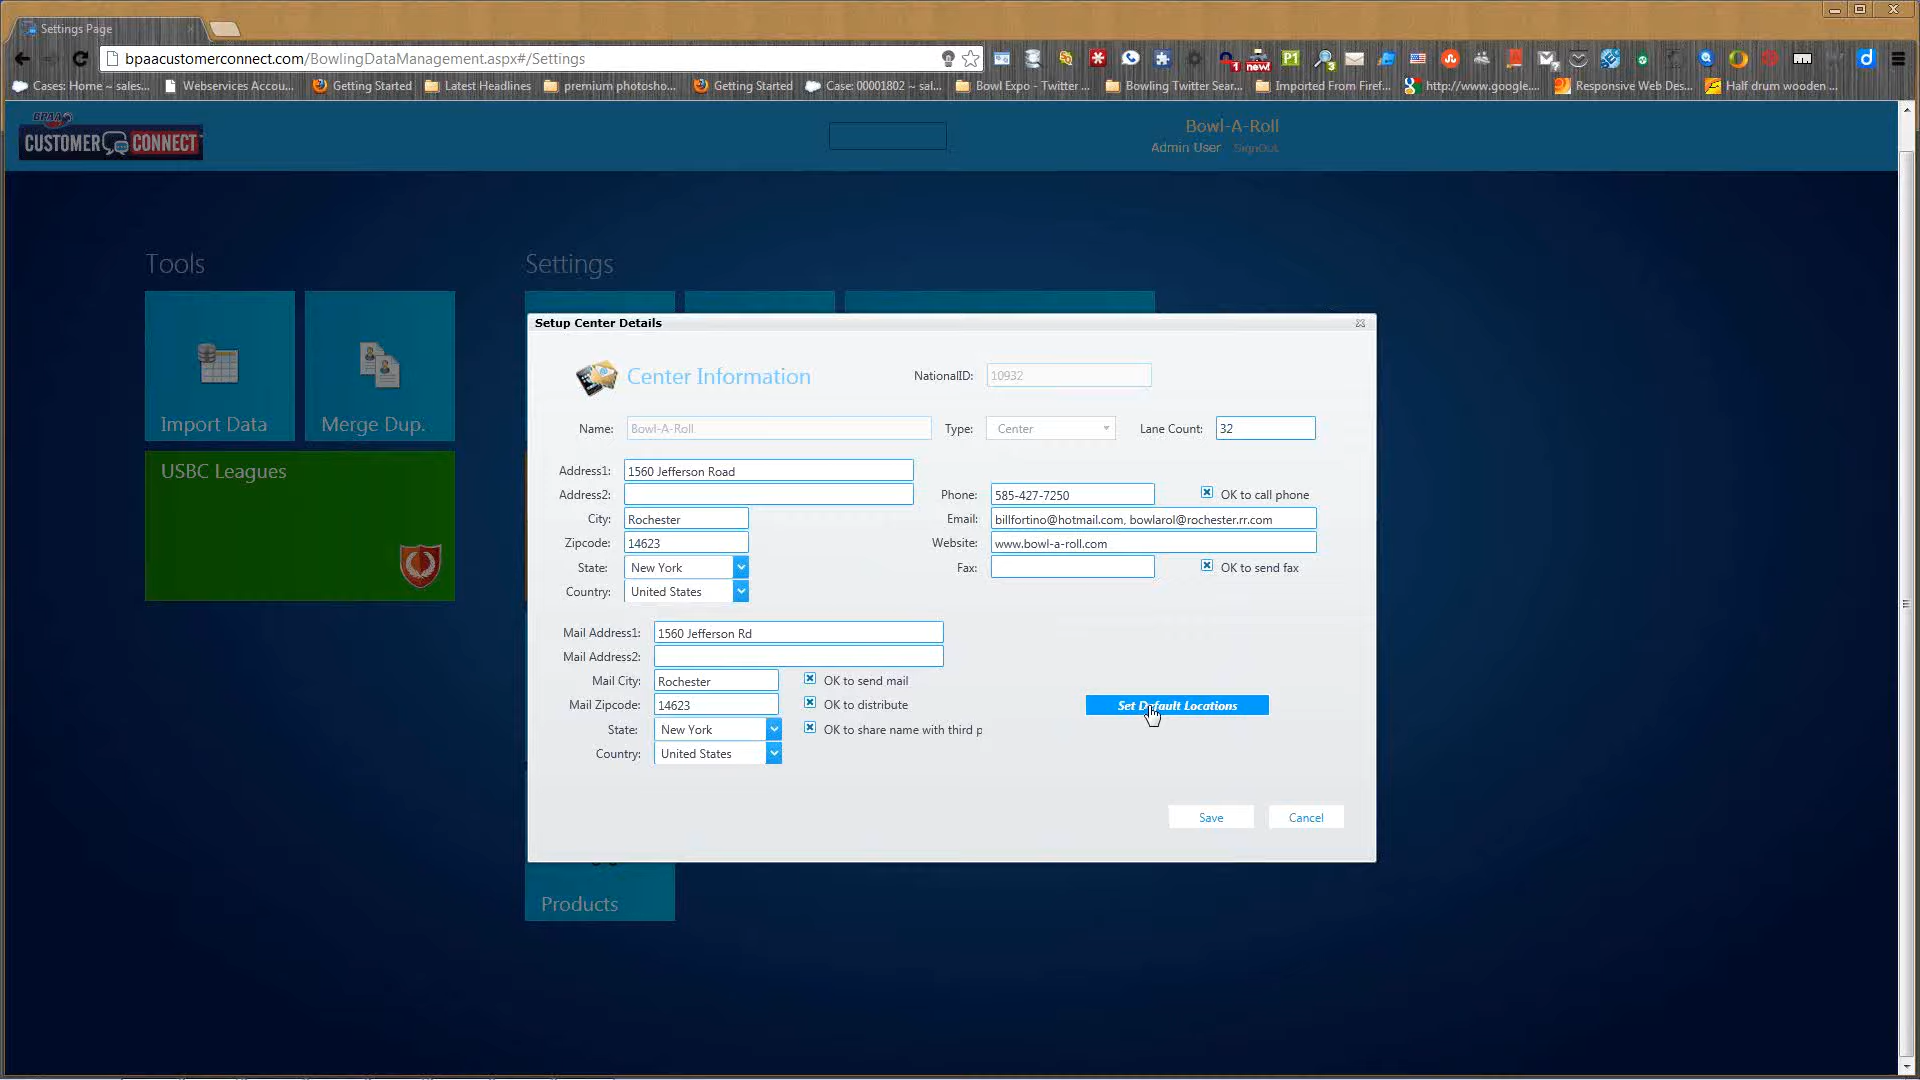 Settings Page
bpaacustomerconnect.com/BowlingDataManagement.aspx#/Settings
1 new! P1 3 ? d
Cases: Home ~ sales... Webservices Accou... Getting Started Latest Headlines premium photosho... Getting Started Case: 00001802 ~ sal... Bowl Expo - Twitter ... Bowling Twitter Sear... Imported From Firef... http://www.google.... Responsive Web Des... Half drum wooden ...
BPAA
CUSTOMER CONNECT
Bowl-A-Roll
Admin User SignOut
Tools Settings
Import Data Merge Dup.
USBC Leagues
Setup Center Details
Center Information NationalID: 10932
Name: Bowl-A-Roll Type: Center Lane Count: 32
Address1: 1560 Jefferson Road
Address2: Phone: 585-427-7250 OK to call phone
City: Rochester Email: billfortino@hotmail.com, bowlarol@rochester.rr.com
Zipcode: 14623 Website: www.bowl-a-roll.com
State: New York Fax: OK to send fax
Country: United States
Mail Address1: 1560 Jefferson Rd
Mail Address2:
Mail City: Rochester OK to send mail
Mail Zipcode: 14623 OK to distribute Set Default Locations
State: New York OK to share name with third p
Country: United States
Save Cancel
Products